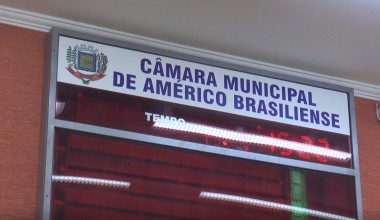 CÂMARA MUNICIPAL
DE AMÉRICO BRASILIENSE
TEMPO